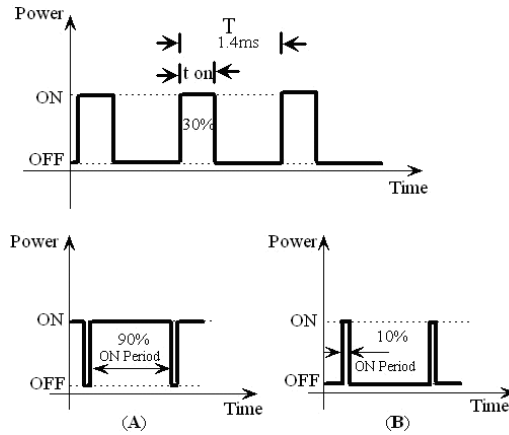 Power
T
1.4ms
t on
ON
30%
OFF
Time
Power
ON
90%
ON Period
OFF
Time
(A)
Power
ON
10%
ON Period
OFF
Time
(B)